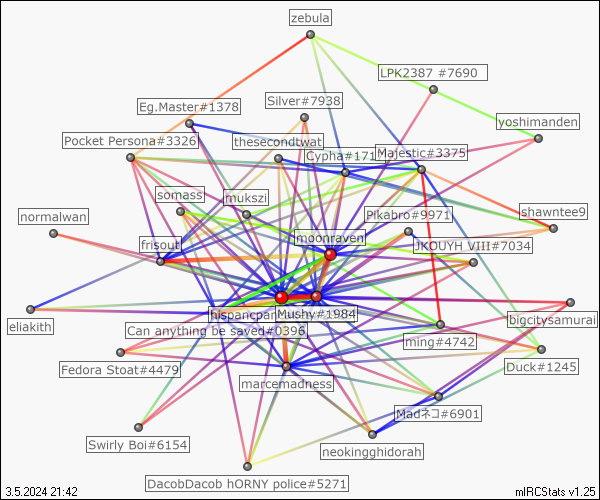 zebula
LPK2387 #7690
Silver#7938
Eg.Master#1378
yoshimanden
Pocket Persona#3326
thesecondtwat
Cypha#171
Majestic#3375
somass
mukszi
normalwan
Pikabro#9971
shawntee9
moonraven
frisout
JKOUYH VIII#7034
hispancpan
Mushy#1984
eliakith
bigcitysamurai
Can anything be saved#0396
thing#4742
Fedora Stoat#4479
Duck#1245
marcemadness
Madネコ#6901
Swirly Boi#6154
neokingghidorah
DacobDacob hORNY police#5271
3.5.2024 21:42
mIRCStats v1.25